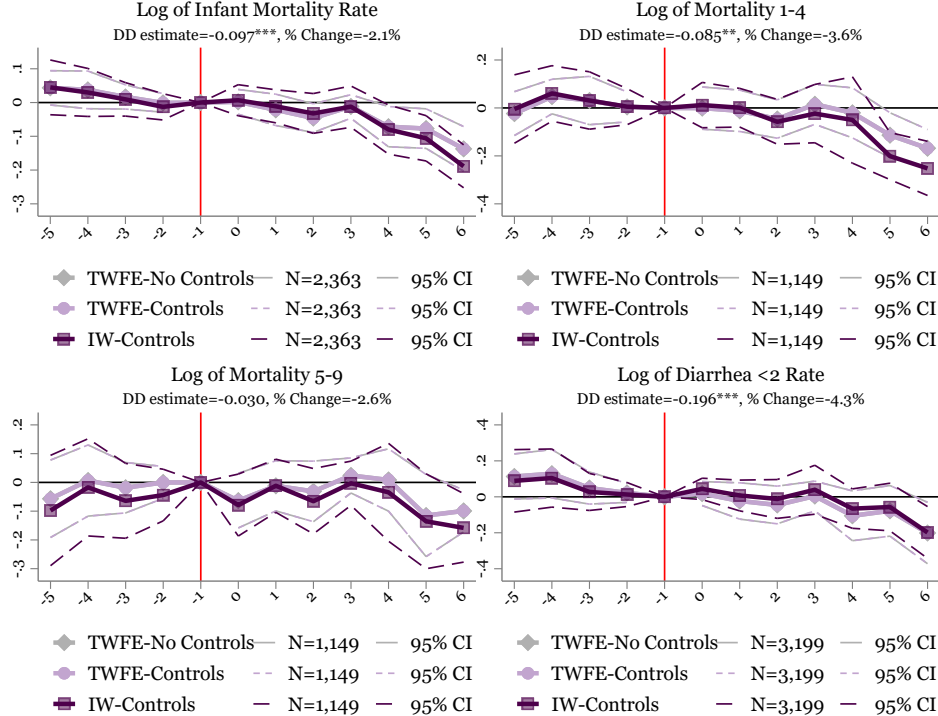 Log of Infant Mortality Rate
DD estimate=-0.097***, % Change=-2.1%
.1
0
-.1
-.2
-.3
-5 -4 -3 -2 -1 0 1 2 3 4 5 6
TWFE-No Controls N=2,363 95% CI
TWFE-Controls N=2,363 95% CI
IW-Controls N=2,363 95% CI
Log of Mortality 1-4
DD estimate=-0.085**, % Change=-3.6%
.2
0
-.2
-.4
-5 -4 -3 -2 -1 0 1 2 3 4 5 6
TWFE-No Controls N=1,149 95% CI
TWFE-Controls N=1,149 95% CI
IW-Controls N=1,149 95% CI
Log of Mortality 5-9
DD estimate=-0.030, % Change=-2.6%
.2
.1
0
-.1
-.2
-.3
-5 -4 -3 -2 -1 0 1 2 3 4 5 6
TWFE-No Controls N=1,149 95% CI
TWFE-Controls N=1,149 95% CI
IW-Controls N=1,149 95% CI
Log of Diarrhea <2 Rate
DD estimate=-0.196***, % Change=-4.3%
.4
.2
0
-.2
-.4
-5 -4 -3 -2 -1 0 1 2 3 4 5 6
TWFE-No Controls N=3,199 95% CI
TWFE-Controls N=3,199 95% CI
IW-Controls N=3,199 95% CI